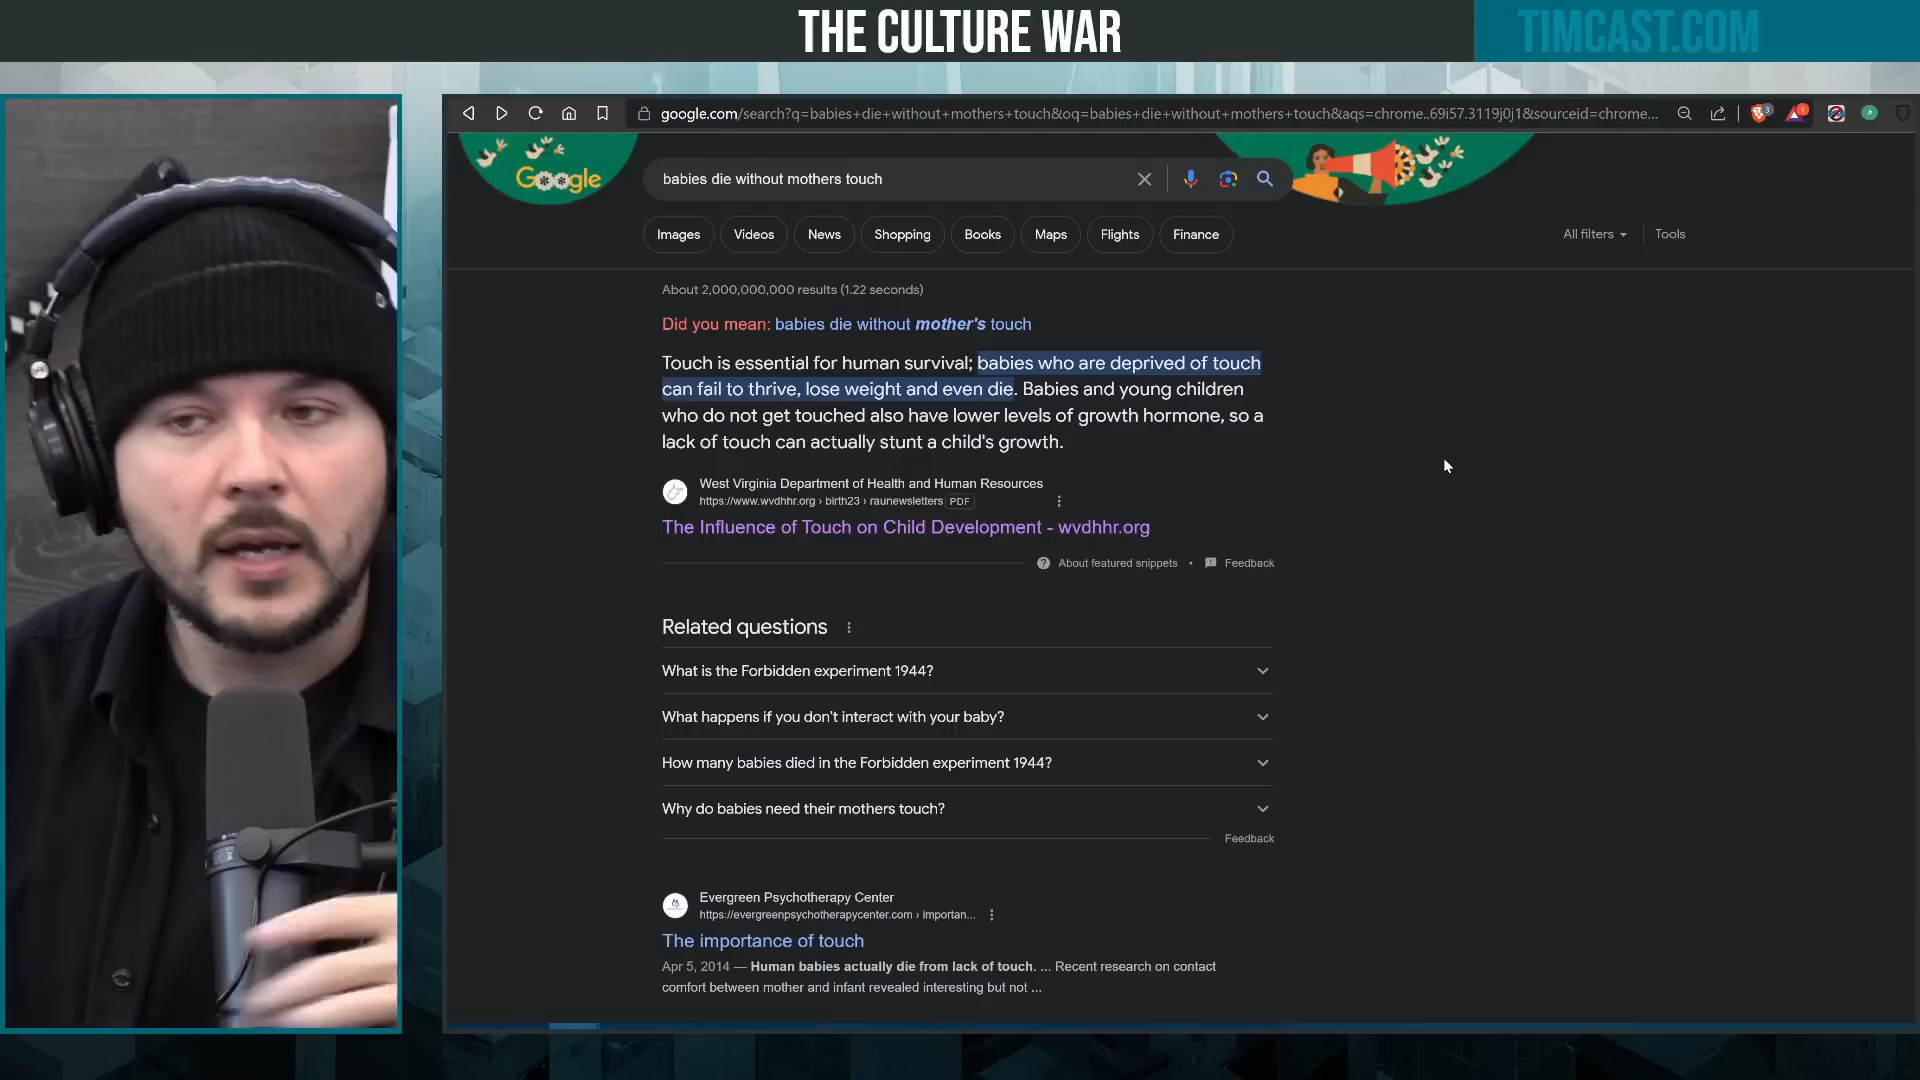 THE CULTURE WAR
TIMCAST.COM
google.com/search?q=babies+die+without+mothers+touch&oq=babies+die+without+mothers+touch&aqs=chrome..69i57.3119j0j1&sourceid=chrome...
Google
babies die without mothers touch
Images
Videos
News
Shopping
Books
Maps
Flights
Finance
All filters
Tools
About 2,000,000,000 results (1.22 seconds)
Did you mean: babies die without mother's touch
Touch is essential for human survival; babies who are deprived of touch
can fail to thrive, lose weight and even die. Babies and young children
who do not get touched also have lower levels of growth hormone, so a
lack of touch can actually stunt a child's growth.
West Virginia Department of Health and Human Resources
https://www.wvdhhr.org › birth23 › raunewsletters PDF
The Influence of Touch on Child Development - wvdhhr.org
About featured snippets • Feedback
Related questions
What is the Forbidden experiment 1944?
What happens if you don't interact with your baby?
How many babies died in the Forbidden experiment 1944?
Why do babies need their mothers touch?
Feedback
Evergreen Psychotherapy Center
https://evergreenpsychotherapycenter.com › importan...
The importance of touch
Apr 5, 2014 — Human babies actually die from lack of touch. ... Recent research on contact
comfort between mother and infant revealed interesting but not ...